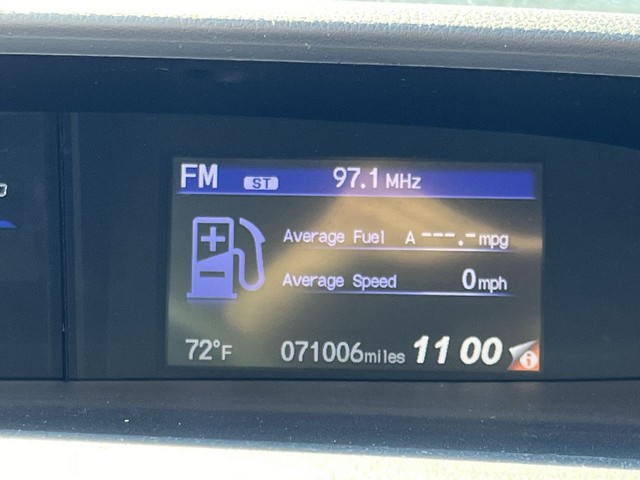 FM ST 97.1 MHz
Average Fuel A ---.- mpg
Average Speed 0 mph
72°F 071006 miles 11 00 i